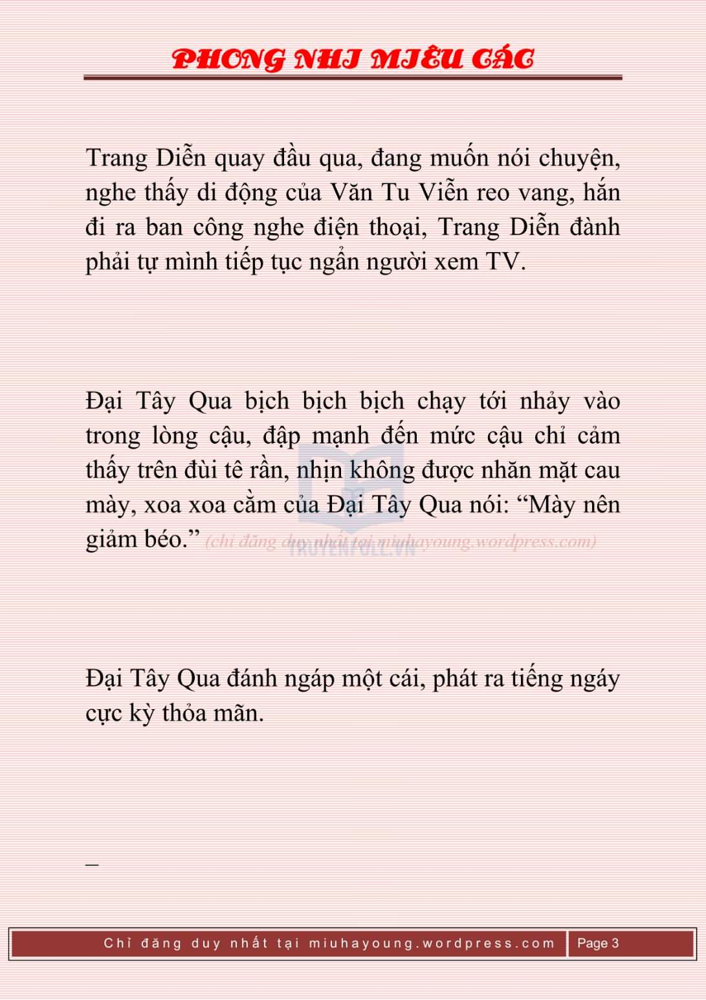 PHONG NHI MIÊU CÁC
Trang Diễn quay đầu qua, đang muốn nói chuyện,
nghe thấy di động của Văn Tu Viễn reo vang, hắn
đi ra ban công nghe điện thoại, Trang Diễn đành
phải tự mình tiếp tục ngẩn người xem TV.
Đại Tây Qua bịch bịch bịch chạy tới nhảy vào
trong lòng cậu, đập mạnh đến mức cậu chỉ cảm
thấy trên đùi tê rần, nhịn không được nhăn mặt cau
mày, xoa xoa cằm của Đại Tây Qua nói: “Mày nên
giảm béo.” (chỉ đăng duy nhất tại miuhayoung.wordpress.com)
TRUYENFULL.VN
Đại Tây Qua đánh ngáp một cái, phát ra tiếng ngáy
cực kỳ thỏa mãn.
–
Chỉ đăng duy nhất tại miuhayoung.wordpress.com Page 3